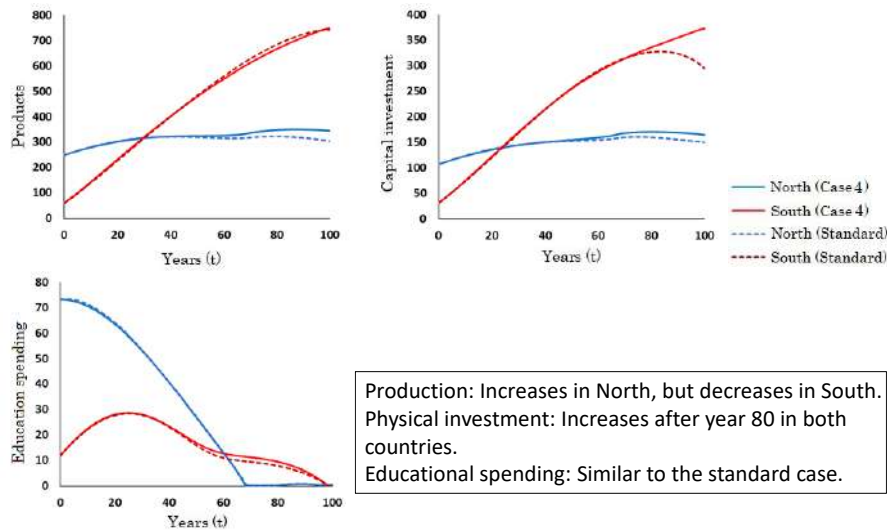 800
700
600
500
400
300
200
100
0
Products
0 20 40 60 80 100
Years (t)
400
350
300
250
200
150
100
50
0
Capital investment
0 20 40 60 80 100
Years (t)
North (Case 4)
South (Case 4)
North (Standard)
South (Standard)
80
70
60
50
40
30
20
10
0
Education spending
0 20 40 60 80 100
Years (t)
Production: Increases in North, but decreases in South.
Physical investment: Increases after year 80 in both
countries.
Educational spending: Similar to the standard case.